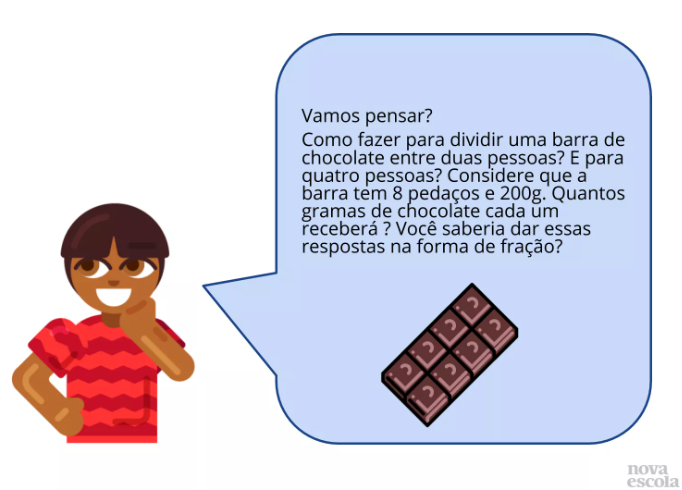 Vamos pensar?
Como fazer para dividir uma barra de
chocolate entre duas pessoas? E para
quatro pessoas? Considere que a
barra tem 8 pedaços e 200g. Quantos
gramas de chocolate cada um
receberá ? Você saberia dar essas
respostas na forma de fração?
nova
escola